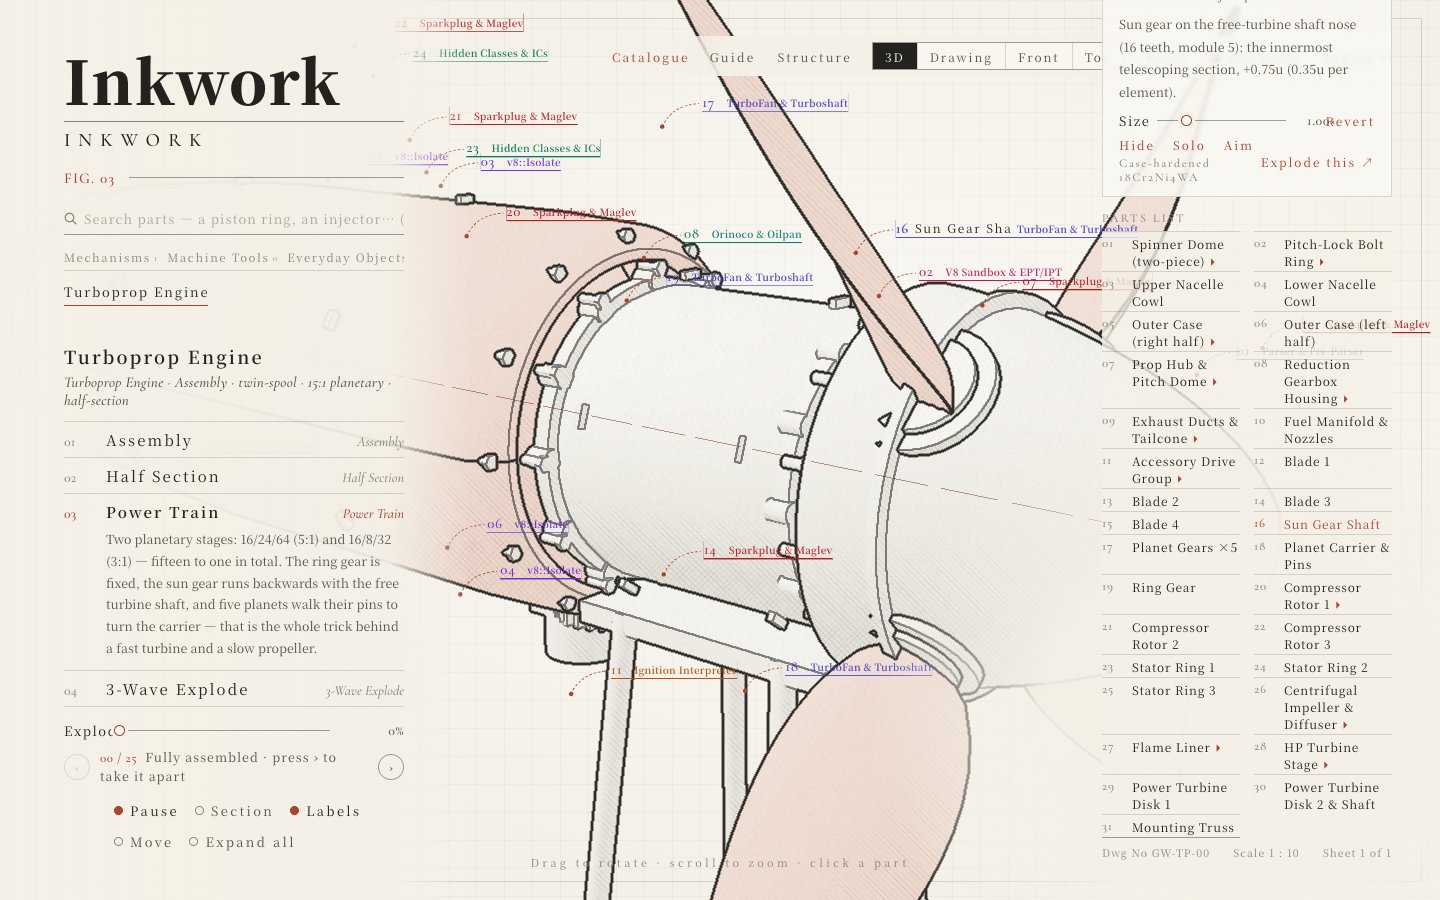 Inkwork
INKWORK
FIG. 03
Search parts — a piston ring, an injector… (
Mechanisms Machine Tools Everyday Objects
Turboprop Engine
Turboprop Engine
Turboprop Engine · Assembly · twin-spool · 15:1 planetary ·
half-section
01 Assembly Assembly
02 Half Section Half Section
03 Power Train Power Train
Two planetary stages: 16/24/64 (5:1) and 16/8/32
(3:1) — fifteen to one in total. The ring gear is
fixed, the sun gear runs backwards with the free
turbine shaft, and five planets walk their pins to
turn the carrier — that is the whole trick behind
a fast turbine and a slow propeller.
04 3-Wave Explode 3-Wave Explode
Explo 0%
‹ 00 / 25 Fully assembled · press › to
take it apart ›
Pause Section Labels
Move Expand all
22 Sparkplug & Maglev
24 Hidden Classes & ICs
21 Sparkplug & Maglev
23 Hidden Classes & ICs
v8::Isolate
03 v8::Isolate
17 TurboFan & Turboshaft
20 Sparkplug & Maglev
08 Orinoco & Oilpan
TurboFan & Turboshaft
16 Sun Gear Sha TurboFan & Turboshaft
02 V8 Sandbox & EPT/IPT
07 Sparkplug & Ma
Maglev
01 Parser & Pre-Parser
06 v8::Isolate
04 v8::Isolate
14 Sparkplug & Maglev
11 Ignition Interpreter
18 TurboFan & Turboshaft
Catalogue Guide Structure 3D Drawing Front To
Drag to rotate · scroll to zoom · click a part
Sun gear on the free-turbine shaft nose
(16 teeth, module 5): the innermost
telescoping section, +0.75u (0.35u per
element).
Size 1.00× Revert
Hide Solo Aim
Case-hardened
18Cr2Ni4WA
Explode this ↗
PARTS LIST
01 Spinner Dome
(two-piece)
02 Pitch-Lock Bolt
Ring
03 Upper Nacelle
Cowl
04 Lower Nacelle
Cowl
05 Outer Case
(right half)
06 Outer Case (left
half)
07 Prop Hub &
Pitch Dome
08 Reduction
Gearbox
Housing
09 Exhaust Ducts &
Tailcone
10 Fuel Manifold &
Nozzles
11 Accessory Drive
Group
12 Blade 1
13 Blade 2
14 Blade 3
15 Blade 4
16 Sun Gear Shaft
17 Planet Gears ×5
18 Planet Carrier &
Pins
19 Ring Gear
20 Compressor
Rotor 1
21 Compressor
Rotor 2
22 Compressor
Rotor 3
23 Stator Ring 1
24 Stator Ring 2
25 Stator Ring 3
26 Centrifugal
Impeller &
Diffuser
27 Flame Liner
28 HP Turbine
Stage
29 Power Turbine
Disk 1
30 Power Turbine
Disk 2 & Shaft
31 Mounting Truss
Dwg No GW-TP-00 Scale 1 : 10 Sheet 1 of 1